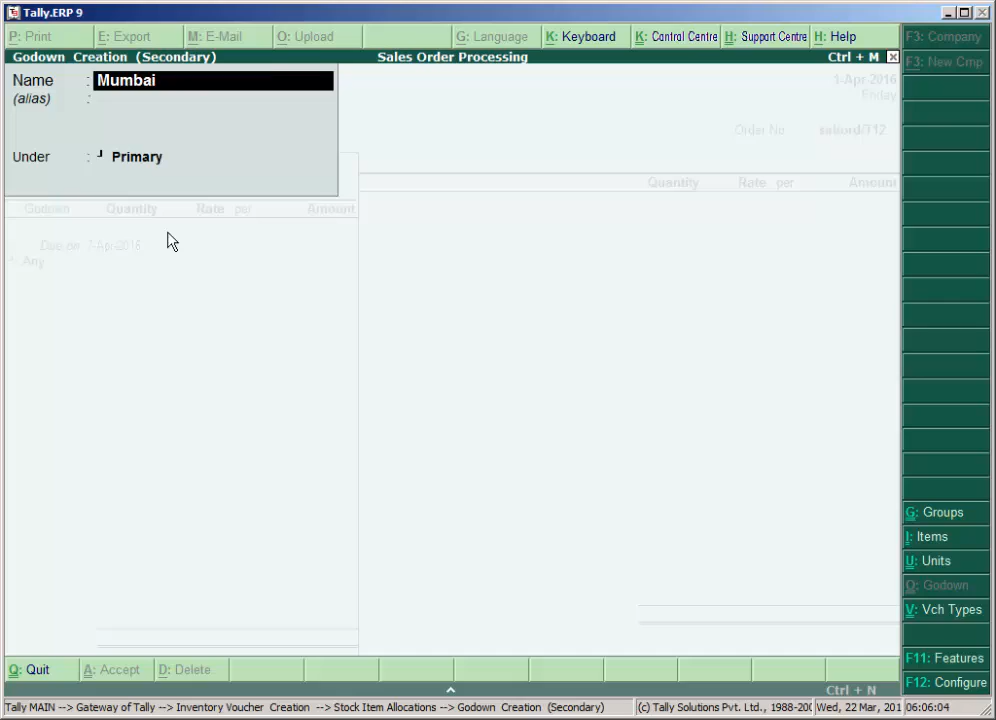 Tally.ERP 9
P: Print E: Export M: E-Mail O: Upload G: Language K: Keyboard K: Control Centre H: Support Centre H: Help F3: Company
Godown Creation (Secondary) Sales Order Processing Ctrl + M
F3: New Cmp
Name : Mumbai
(alias) :
1-Apr-2016
Friday
Order No
Under : ┘ Primary
Quantity Rate per Amount
Godown Quantity Rate per Amount
Due on
Any
G: Groups
I: Items
U: Units
O: Godown
V: Vch Types
F11: Features
F12: Configure
Q: Quit A: Accept D: Delete
Ctrl + N
Tally MAIN --> Gateway of Tally --> Inventory Voucher Creation --> Stock Item Allocations --> Godown Creation (Secondary) (c) Tally Solutions Pvt. Ltd., 1988-200 Wed, 22 Mar, 201 06:06:04